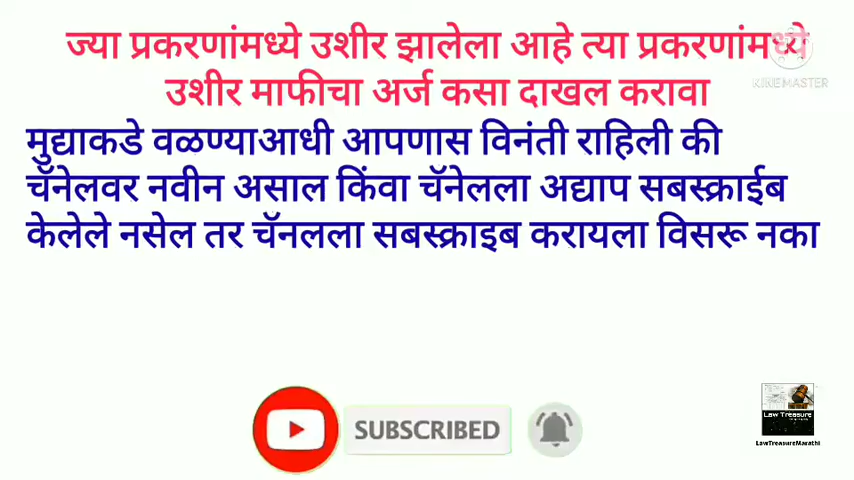 ज्या प्रकरणांमध्ये उशीर झालेला आहे त्या प्रकरणांमध्ये
KINEMASTER
उशीर माफीचा अर्ज कसा दाखल करावा
मुद्याकडे वळण्याआधी आपणास विनंती राहिली की
चॅनेलवर नवीन असाल किंवा चॅनेलला अद्याप सबस्क्राईब
केलेले नसेल तर चॅनलला सबस्क्राइब करायला विसरू नका
SUBSCRIBED
Law Treasure
LawTreasureMarathi